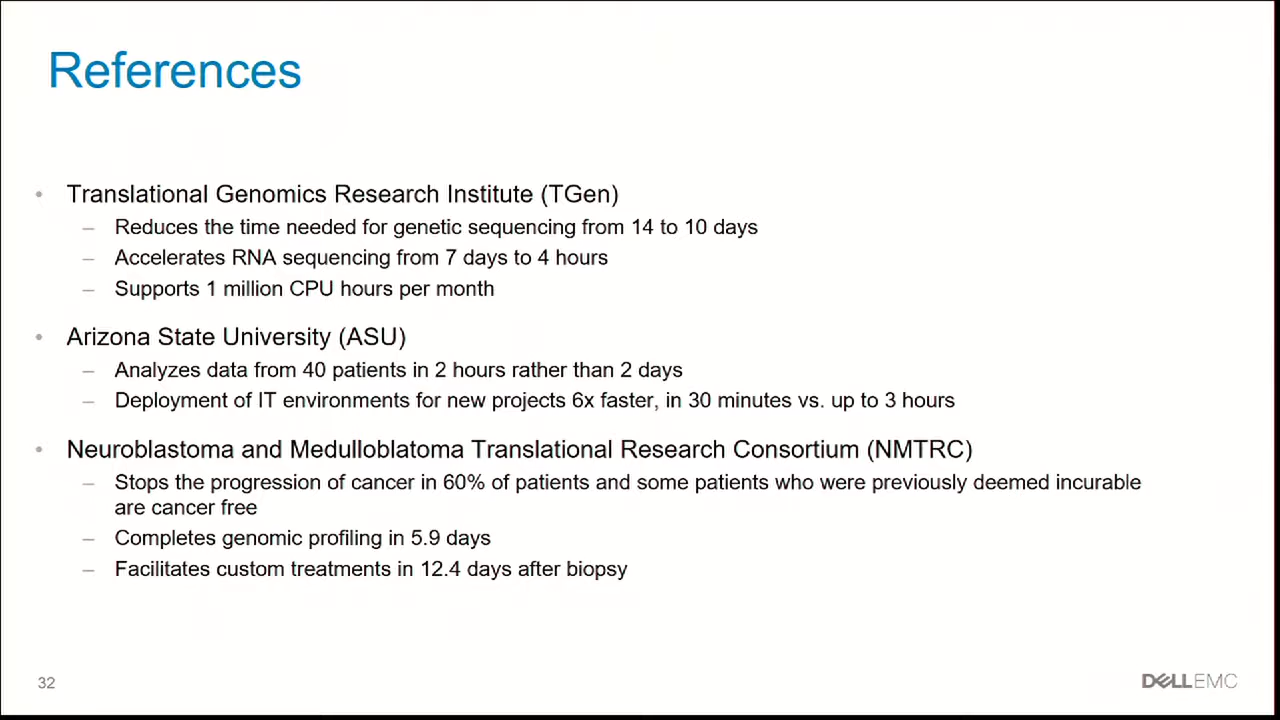 References
• Translational Genomics Research Institute (TGen)
– Reduces the time needed for genetic sequencing from 14 to 10 days
– Accelerates RNA sequencing from 7 days to 4 hours
– Supports 1 million CPU hours per month
• Arizona State University (ASU)
– Analyzes data from 40 patients in 2 hours rather than 2 days
– Deployment of IT environments for new projects 6x faster, in 30 minutes vs. up to 3 hours
• Neuroblastoma and Medulloblatoma Translational Research Consortium (NMTRC)
– Stops the progression of cancer in 60% of patients and some patients who were previously deemed incurable
are cancer free
– Completes genomic profiling in 5.9 days
– Facilitates custom treatments in 12.4 days after biopsy
32
DELLEMC